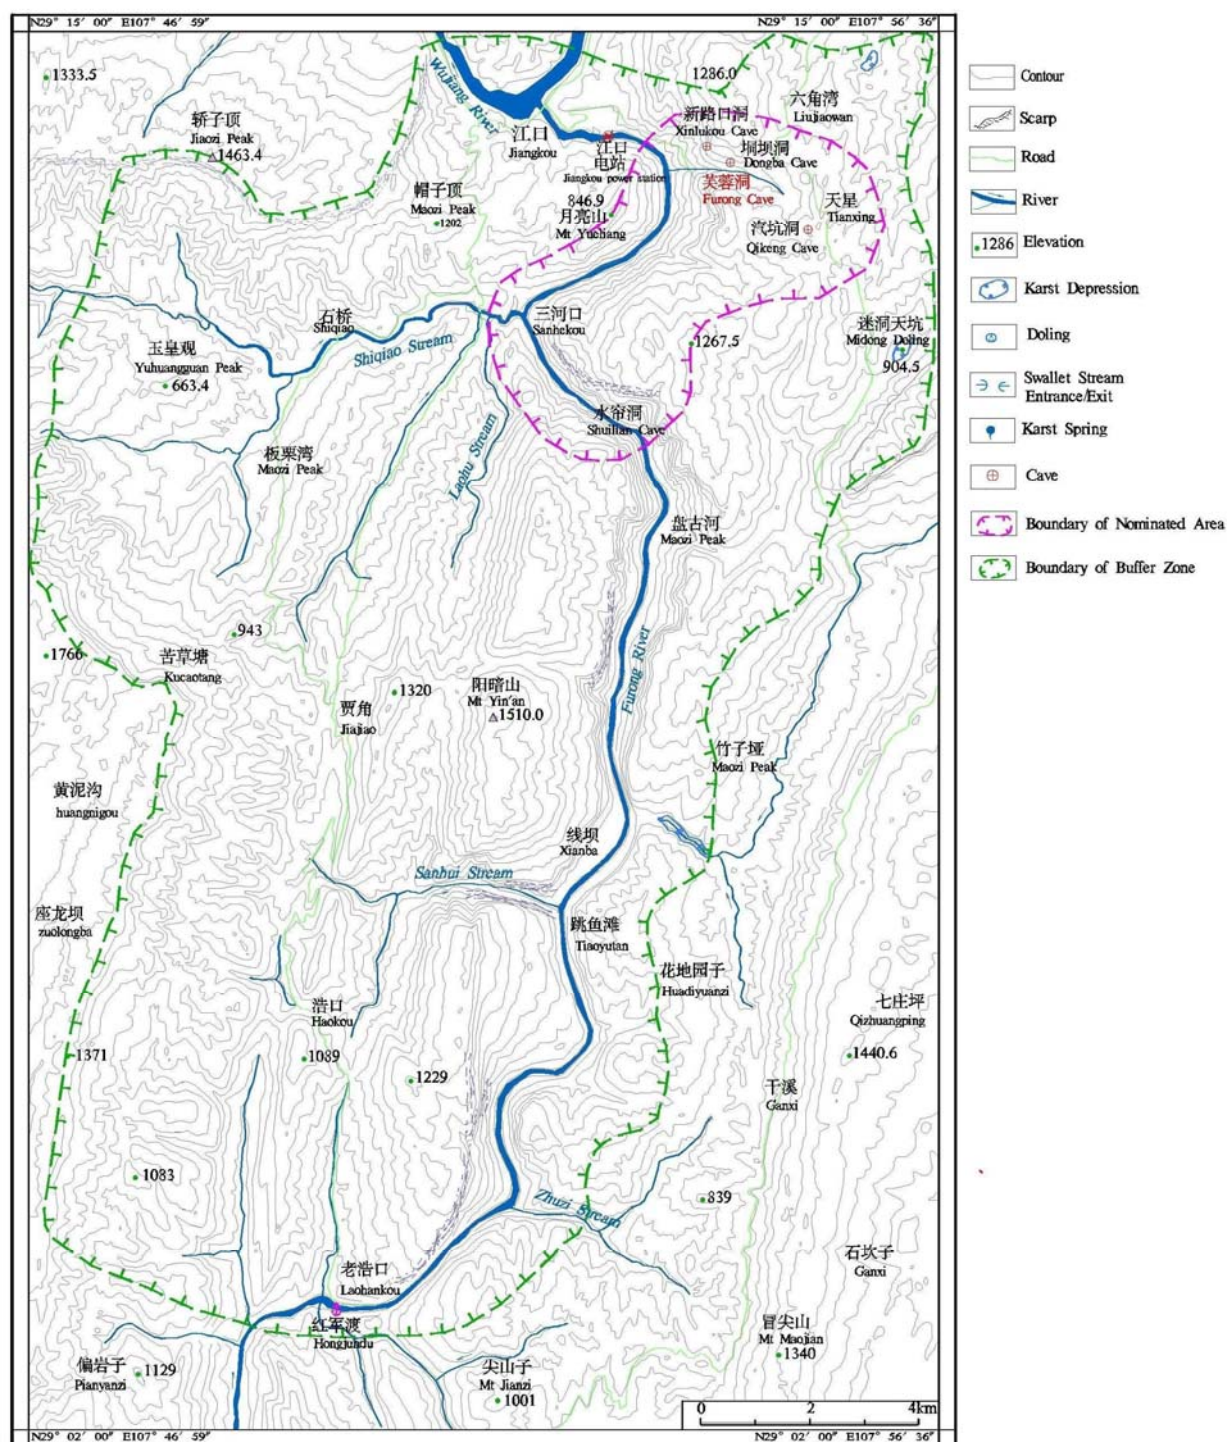 N29° 15′ 00″ E107° 46′ 59″
N29° 15′ 00″ E107° 56′ 36″
1333.5
Wujiang River
1286.0
六角湾
Liujiaowan
轿子顶
Jiaozi Peak
1463.4
江口
Jiangkou
江口
电站
Jiangkou power station
新路口洞
Xinlukou Cave
垌坝洞
Dongba Cave
芙蓉洞
Furong Cave
帽子顶
Maozi Peak
1202
846.9
月亮山
Mt Yueliang
天星
Tianxing
汽坑洞
Qikeng Cave
石桥
Shiqiao
三河口
Sanhekou
Shiqiao Stream
玉皇观
Yuhuangguan Peak
663.4
1267.5
迷洞天坑
Midong Doling
904.5
水帘洞
Shuilian Cave
Laohu Stream
板栗湾
Maozi Peak
盘古河
Maozi Peak
943
1766
苦草塘
Kucaotang
1320
阳暗山
Mt Yin'an
1510.0
Furong River
贾角
Jiajiao
竹子垭
Maozi Peak
黄泥沟
huangnigou
线坝
Xianba
Sanhui Stream
座龙坝
zuolongba
跳鱼滩
Tiaoyutan
花地园子
Huadiyuanzi
浩口
Haokou
七庄坪
Qizhuangping
1440.6
1371
1089
1229
干溪
Ganxi
1083
839
Zhuzi Stream
石坎子
Ganxi
老浩口
Laohankou
红军渡
Hongjundu
冒尖山
Mt Maojian
1340
偏岩子
Pianyanzi
1129
尖山子
Mt Jianzi
1001
0 2 4km
N29° 02′ 00″ E107° 46′ 59″
N29° 02′ 00″ E107° 56′ 36″
Contour
Scarp
Road
River
1286 Elevation
Karst Depression
Doling
Swallet Stream
Entrance/Exit
Karst Spring
Cave
Boundary of Nominated Area
Boundary of Buffer Zone